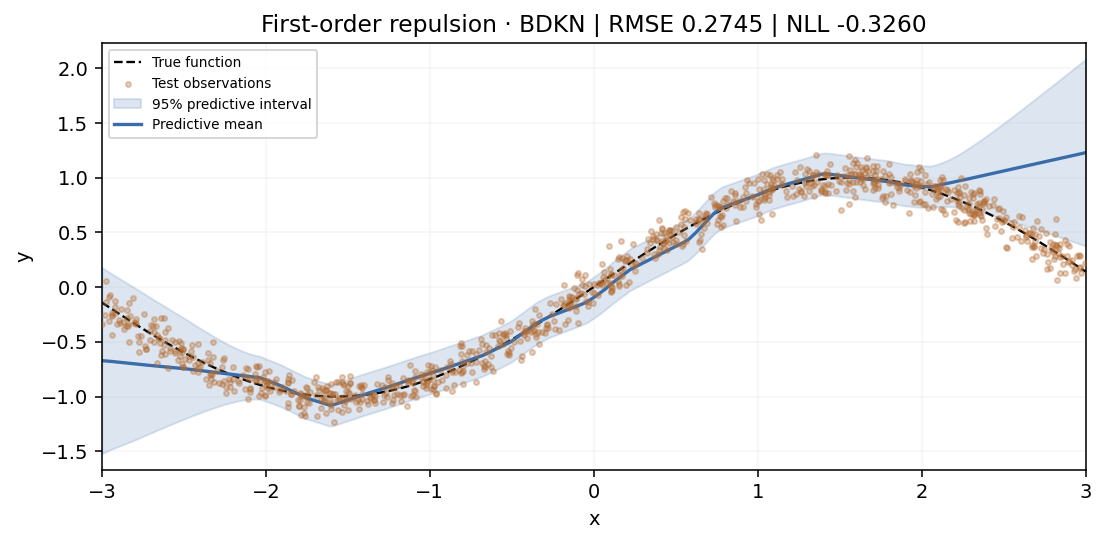 First-order repulsion · BDKN | RMSE 0.2745 | NLL -0.3260
True function
Test observations
95% predictive interval
Predictive mean
2.0
1.5
1.0
0.5
0.0
−0.5
−1.0
−1.5
y
−3
−2
−1
0
1
2
3
x